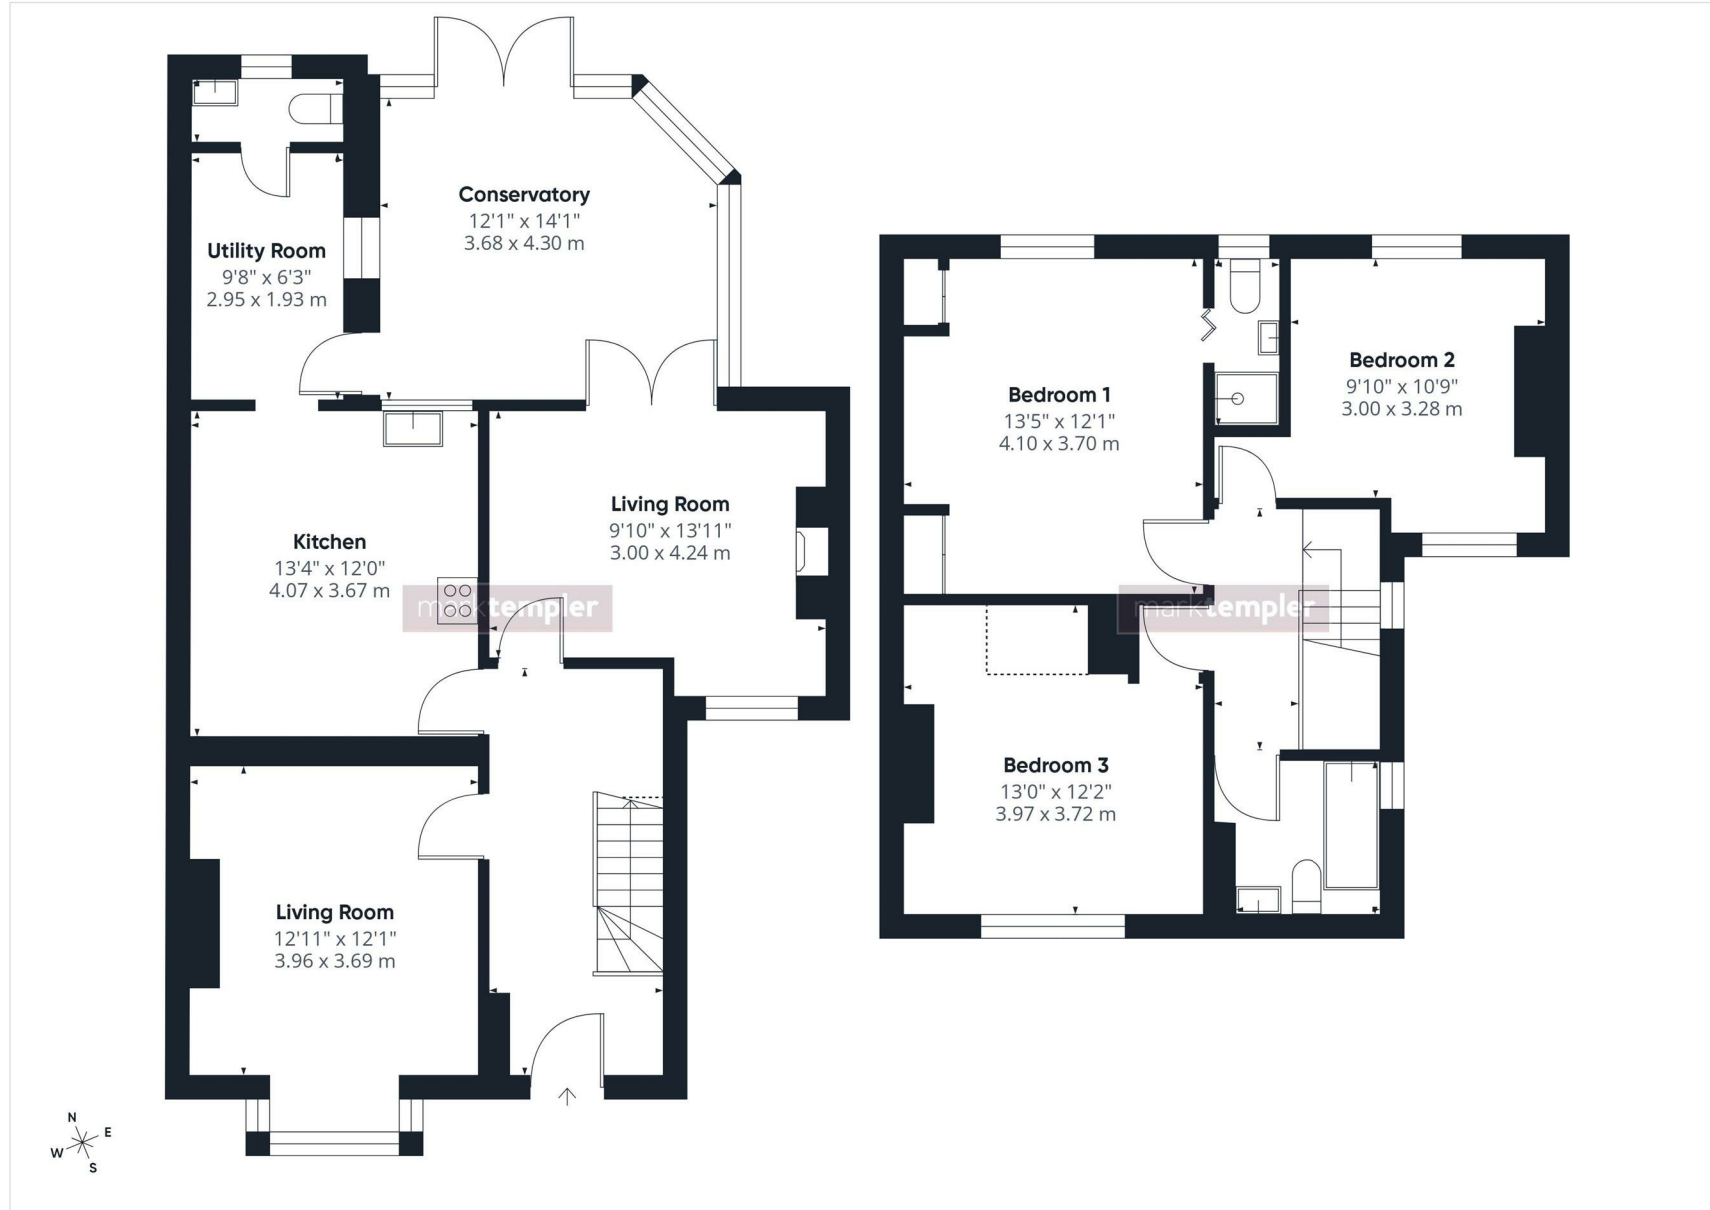 Conservatory
12'1" x 14'1"
3.68 x 4.30 m
Utility Room
9'8" x 6'3"
2.95 x 1.93 m
Living Room
9'10" x 13'11"
3.00 x 4.24 m
Kitchen
13'4" x 12'0"
4.07 x 3.67 m
marktempler
Living Room
12'11" x 12'1"
3.96 x 3.69 m
Bedroom 2
9'10" x 10'9"
3.00 x 3.28 m
Bedroom 1
13'5" x 12'1"
4.10 x 3.70 m
marktempler
Bedroom 3
13'0" x 12'2"
3.97 x 3.72 m
N
E
W
S